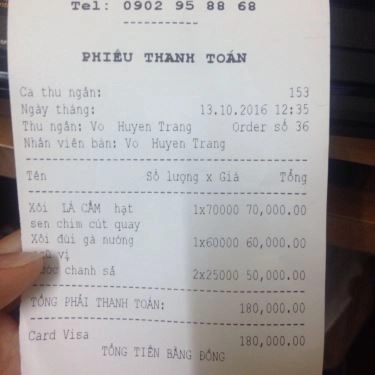 Tel: 0902 95 88 68
-----------
PHIẾU THANH TOÁN
Ca thu ngân: 153
Ngày tháng: 13.10.2016 12:35
Thu ngân: Vo Huyen Trang Order số 36
Nhân viên bàn: Vo Huyen Trang
Tên Số lượng x Giá Tổng
Xôi LÁ CẨM hạt 1x70000 70,000.00
sen chim cút quay
Xôi đùi gà nướng 1x60000 60,000.00
vị
chanh sả 2x25000 50,000.00
TỔNG PHẢI THANH TOÁN: 180,000.00
Card Visa 180,000.00
TỔNG TIỀN BẰNG ĐỒNG